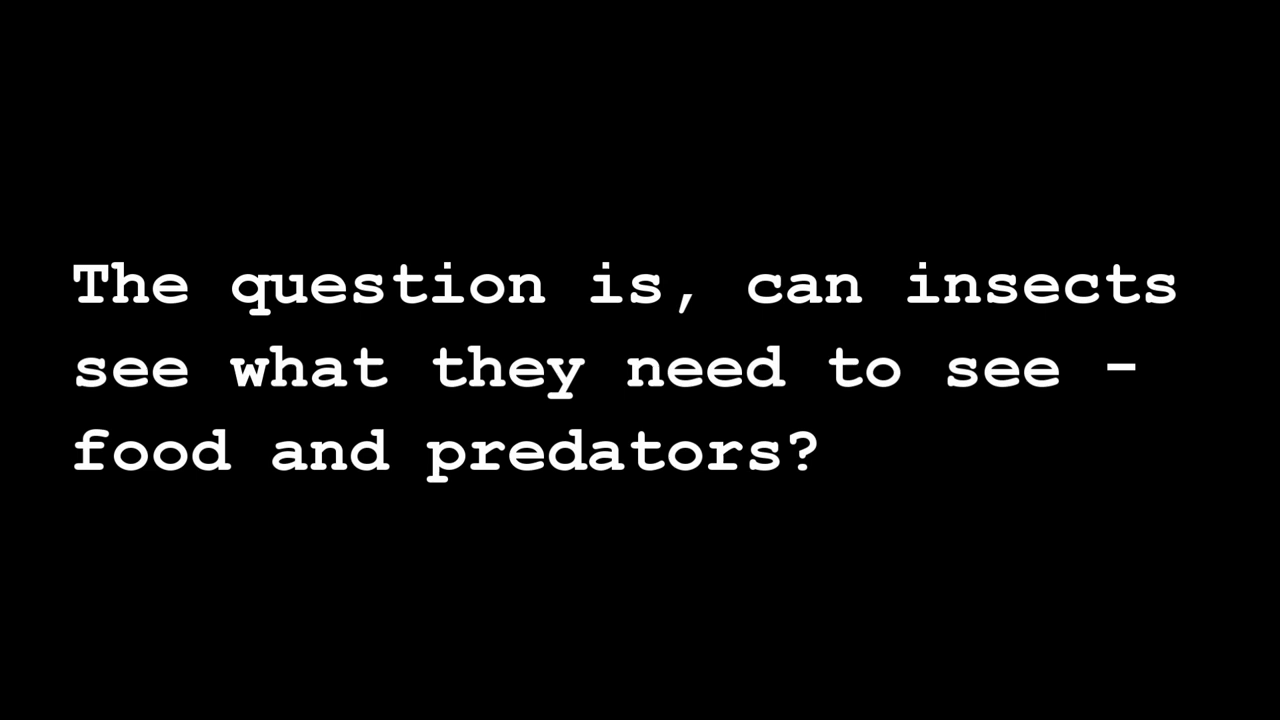 The question is, can insects
see what they need to see -
food and predators?